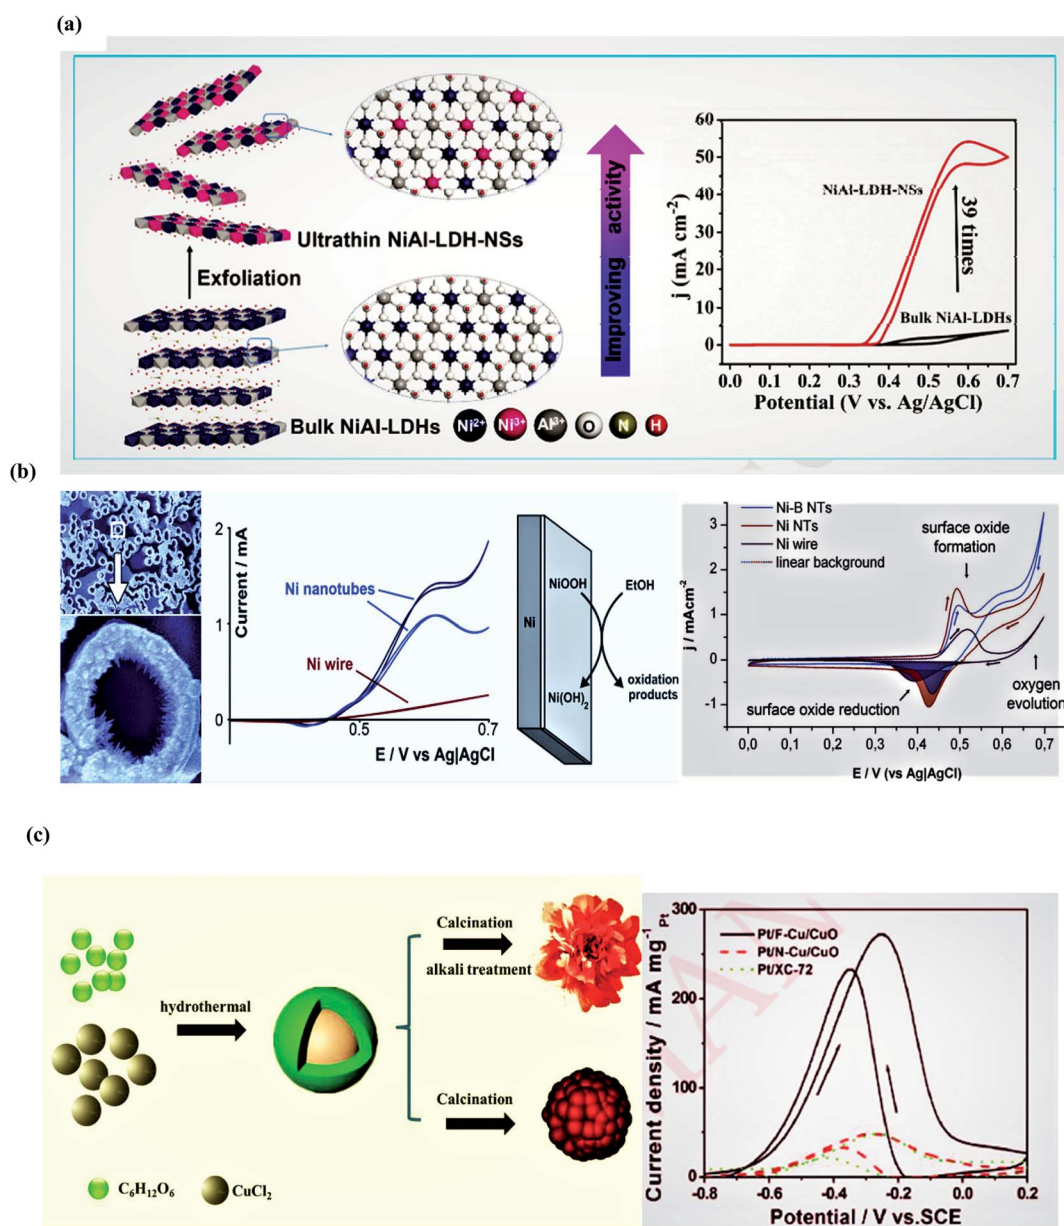 (a)
Ultrathin NiAl-LDH-NSs
Exfoliation
Bulk NiAl-LDHs
Ni2+
Ni3+
Al3+
O
N
H
Improving activity
60
50
40
30
20
10
0
j (mA cm-2)
NiAl-LDH-NSs
39 times
Bulk NiAl-LDHs
0.0 0.1 0.2 0.3 0.4 0.5 0.6 0.7
Potential (V vs. Ag/AgCl)
(b)
2
1
0
Current / mA
Ni nanotubes
Ni wire
0.5 0.7
E / V vs Ag|AgCl
Ni
NiOOH
EtOH
Ni(OH)2
oxidation
products
3
2
1
0
-1
j / mAcm-2
Ni-B NTs
Ni NTs
Ni wire
linear background
surface oxide
formation
surface oxide reduction
oxygen
evolution
0,0 0,1 0,2 0,3 0,4 0,5 0,6 0,7
E / V (vs Ag|AgCl)
(c)
hydrothermal
Calcination
alkali treatment
Calcination
C6H12O6
CuCl2
300
200
100
0
Current density / mA mg-1Pt
Pt/F-Cu/CuO
Pt/N-Cu/CuO
Pt/XC-72
-0.8 -0.6 -0.4 -0.2 0.0 0.2
Potential / V vs.SCE